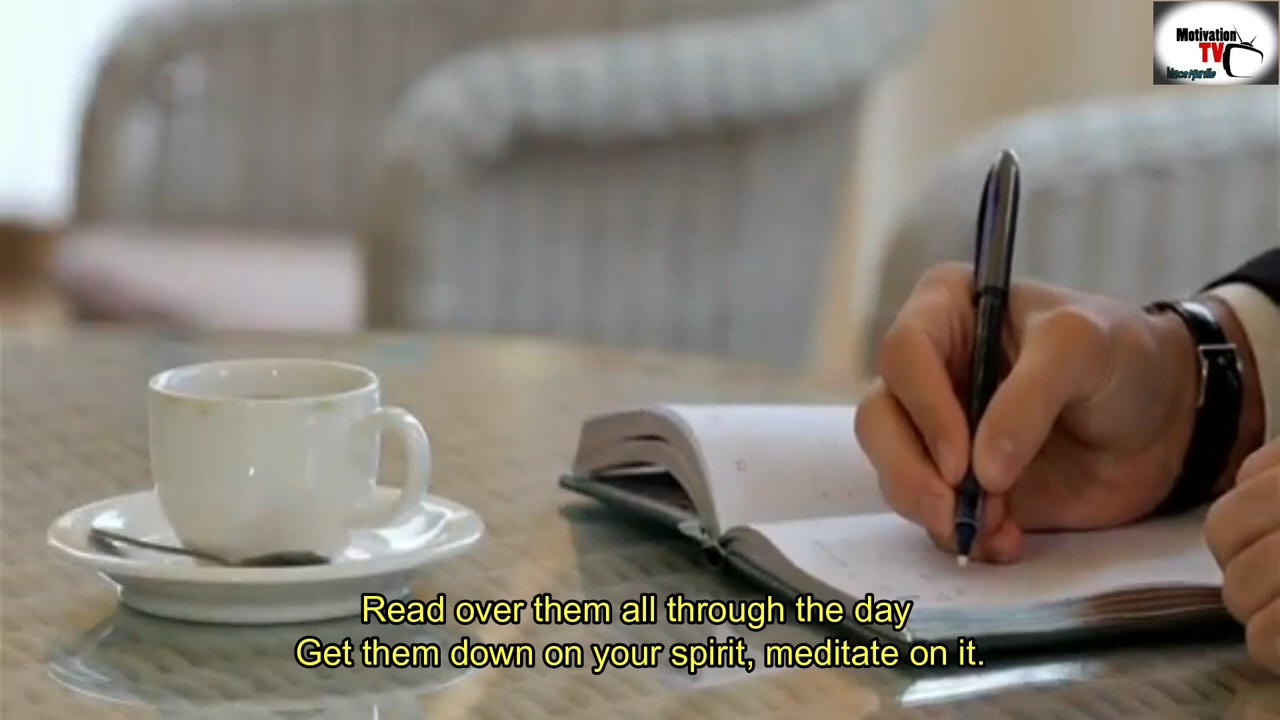 Motivation
TV
Read over them all through the day
Get them down on your spirit, meditate on it.